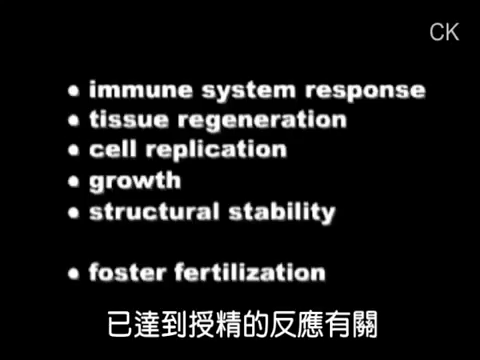 CK
• immune system response
• tissue regeneration
• cell replication
• growth
• structural stability
• foster fertilization
已達到授精的反應有關